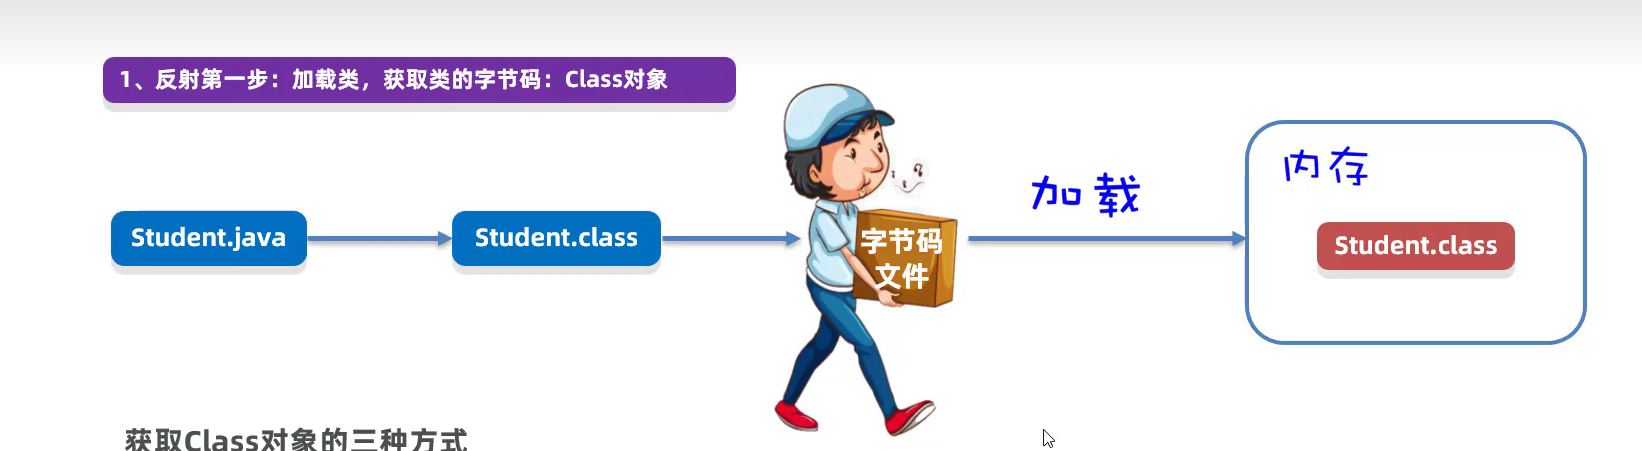 1、反射第一步：加载类，获取类的字节码：Class对象
加载
内存
Student.java
Student.class
字节码
文件
Student.class
获取Class对象的三种方式